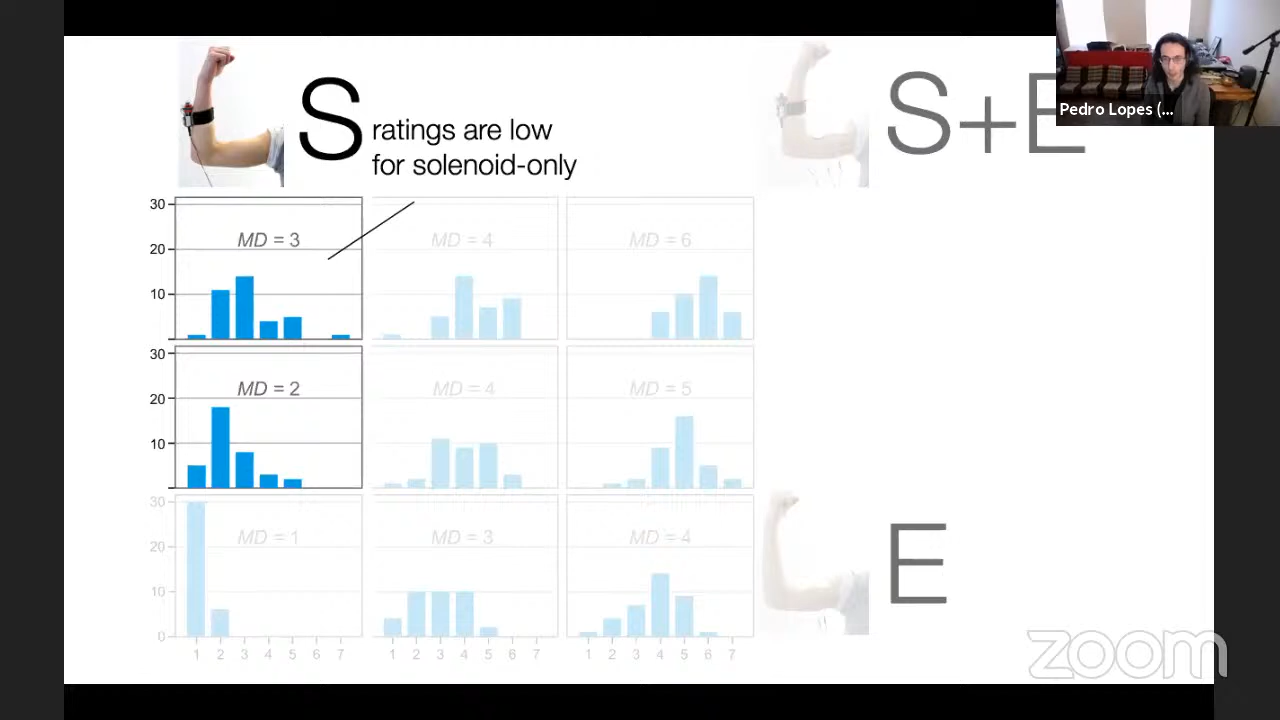 S ratings are low
for solenoid-only
S+E
Pedro Lopes (...
30
20
10
MD = 3
MD = 4
MD = 6
30
20
10
MD = 2
MD = 4
MD = 5
30
20
10
0
MD = 1
MD = 3
MD = 4
E
1 2 3 4 5 6 7
1 2 3 4 5 6 7
1 2 3 4 5 6 7
zoom